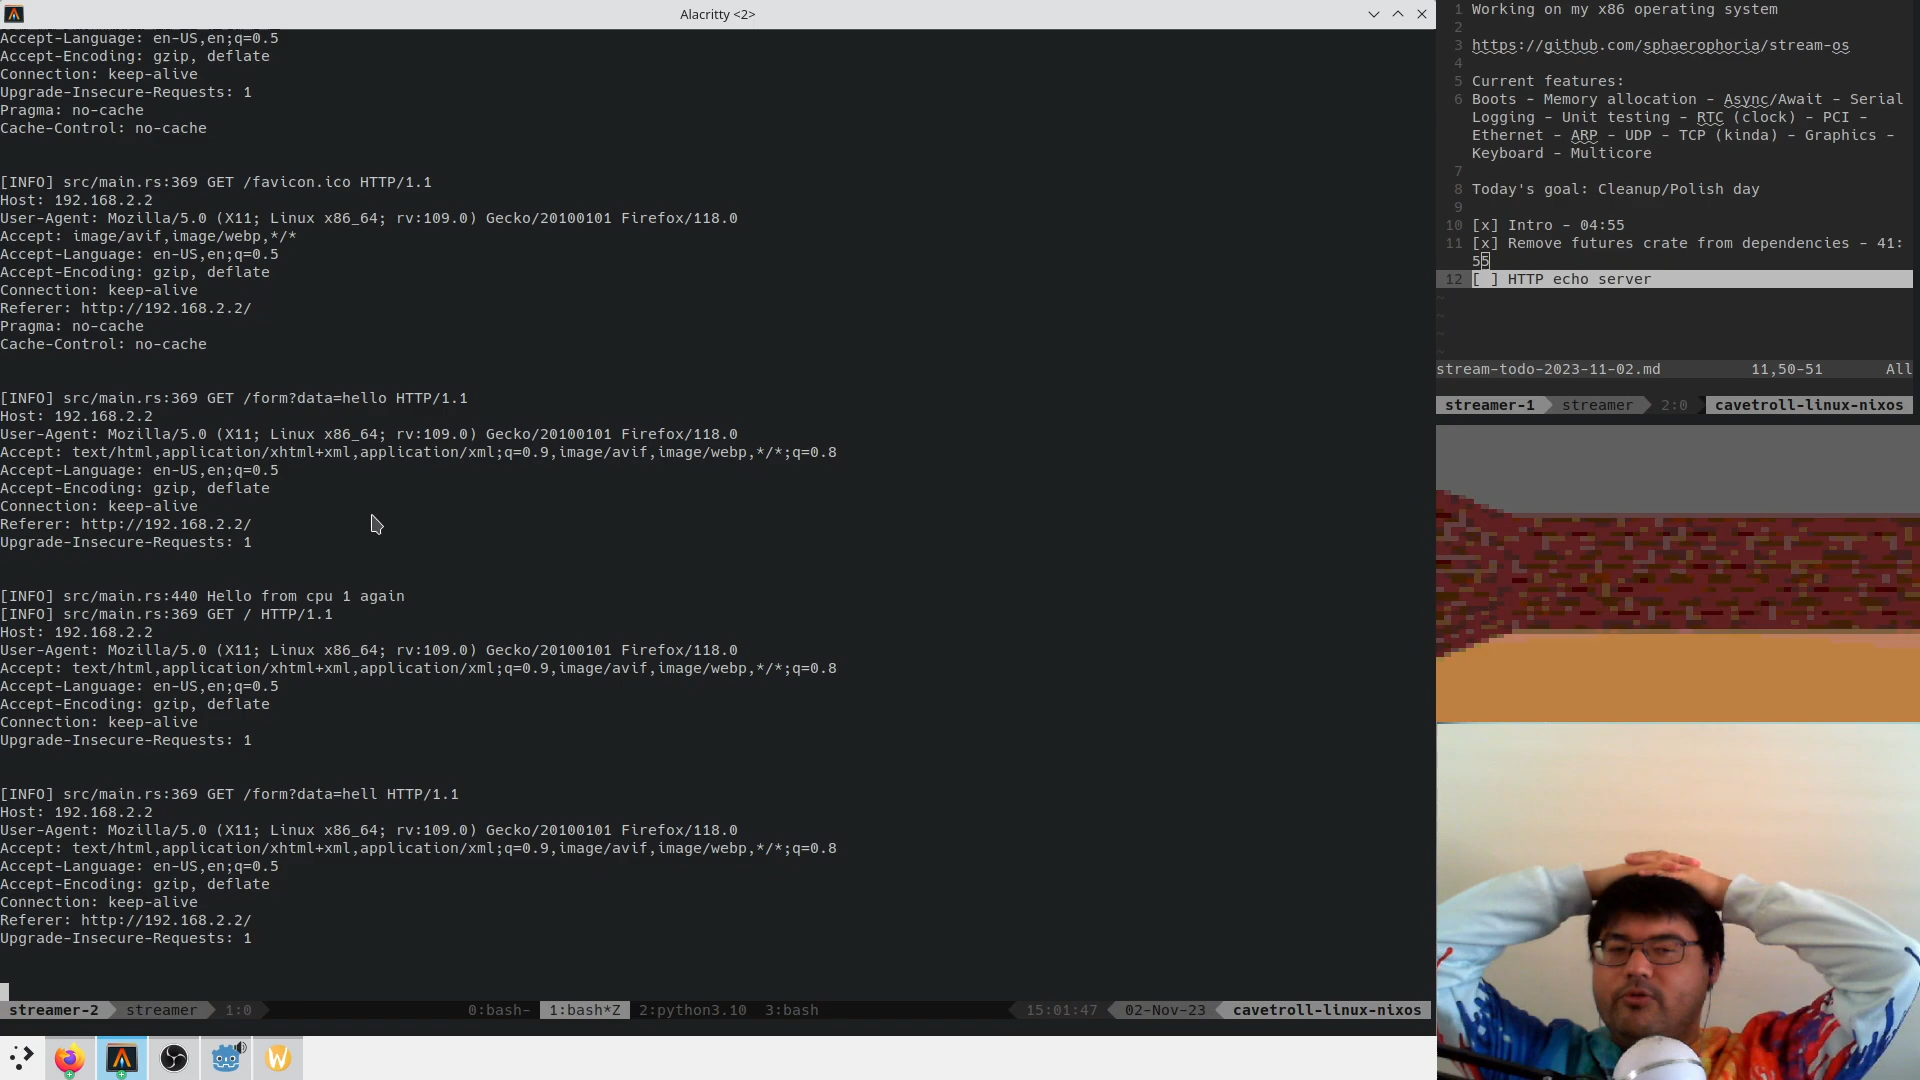 Alacritty <2>
Accept-Language: en-US,en;q=0.5
Accept-Encoding: gzip, deflate
Connection: keep-alive
Upgrade-Insecure-Requests: 1
Pragma: no-cache
Cache-Control: no-cache
[INFO] src/main.rs:369 GET /favicon.ico HTTP/1.1
Host: 192.168.2.2
User-Agent: Mozilla/5.0 (X11; Linux x86_64; rv:109.0) Gecko/20100101 Firefox/118.0
Accept: image/avif,image/webp,*/*
Accept-Language: en-US,en;q=0.5
Accept-Encoding: gzip, deflate
Connection: keep-alive
Referer: http://192.168.2.2/
Pragma: no-cache
Cache-Control: no-cache
[INFO] src/main.rs:369 GET /form?data=hello HTTP/1.1
Host: 192.168.2.2
User-Agent: Mozilla/5.0 (X11; Linux x86_64; rv:109.0) Gecko/20100101 Firefox/118.0
Accept: text/html,application/xhtml+xml,application/xml;q=0.9,image/avif,image/webp,*/*;q=0.8
Accept-Language: en-US,en;q=0.5
Accept-Encoding: gzip, deflate
Connection: keep-alive
Referer: http://192.168.2.2/
Upgrade-Insecure-Requests: 1
[INFO] src/main.rs:440 Hello from cpu 1 again
[INFO] src/main.rs:369 GET / HTTP/1.1
Host: 192.168.2.2
User-Agent: Mozilla/5.0 (X11; Linux x86_64; rv:109.0) Gecko/20100101 Firefox/118.0
Accept: text/html,application/xhtml+xml,application/xml;q=0.9,image/avif,image/webp,*/*;q=0.8
Accept-Language: en-US,en;q=0.5
Accept-Encoding: gzip, deflate
Connection: keep-alive
Upgrade-Insecure-Requests: 1
[INFO] src/main.rs:369 GET /form?data=hell HTTP/1.1
Host: 192.168.2.2
User-Agent: Mozilla/5.0 (X11; Linux x86_64; rv:109.0) Gecko/20100101 Firefox/118.0
Accept: text/html,application/xhtml+xml,application/xml;q=0.9,image/avif,image/webp,*/*;q=0.8
Accept-Language: en-US,en;q=0.5
Accept-Encoding: gzip, deflate
Connection: keep-alive
Referer: http://192.168.2.2/
Upgrade-Insecure-Requests: 1
streamer-2 streamer 1:0 0:bash- 1:bash*Z 2:python3.10 3:bash 15:01:47 02-Nov-23 cavetroll-linux-nixos
1 Working on my x86 operating system
2
3 https://github.com/sphaerophoria/stream-os
4
5 Current features:
6 Boots - Memory allocation - Async/Await - Serial
Logging - Unit testing - RTC (clock) - PCI -
Ethernet - ARP - UDP - TCP (kinda) - Graphics -
Keyboard - Multicore
7
8 Today's goal: Cleanup/Polish day
9
10 [x] Intro - 04:55
11 [x] Remove futures crate from dependencies - 41:
55
12 [ ] HTTP echo server
~
~
~
~
stream-todo-2023-11-02.md 11,50-51 All
streamer-1 streamer 2:0 cavetroll-linux-nixos